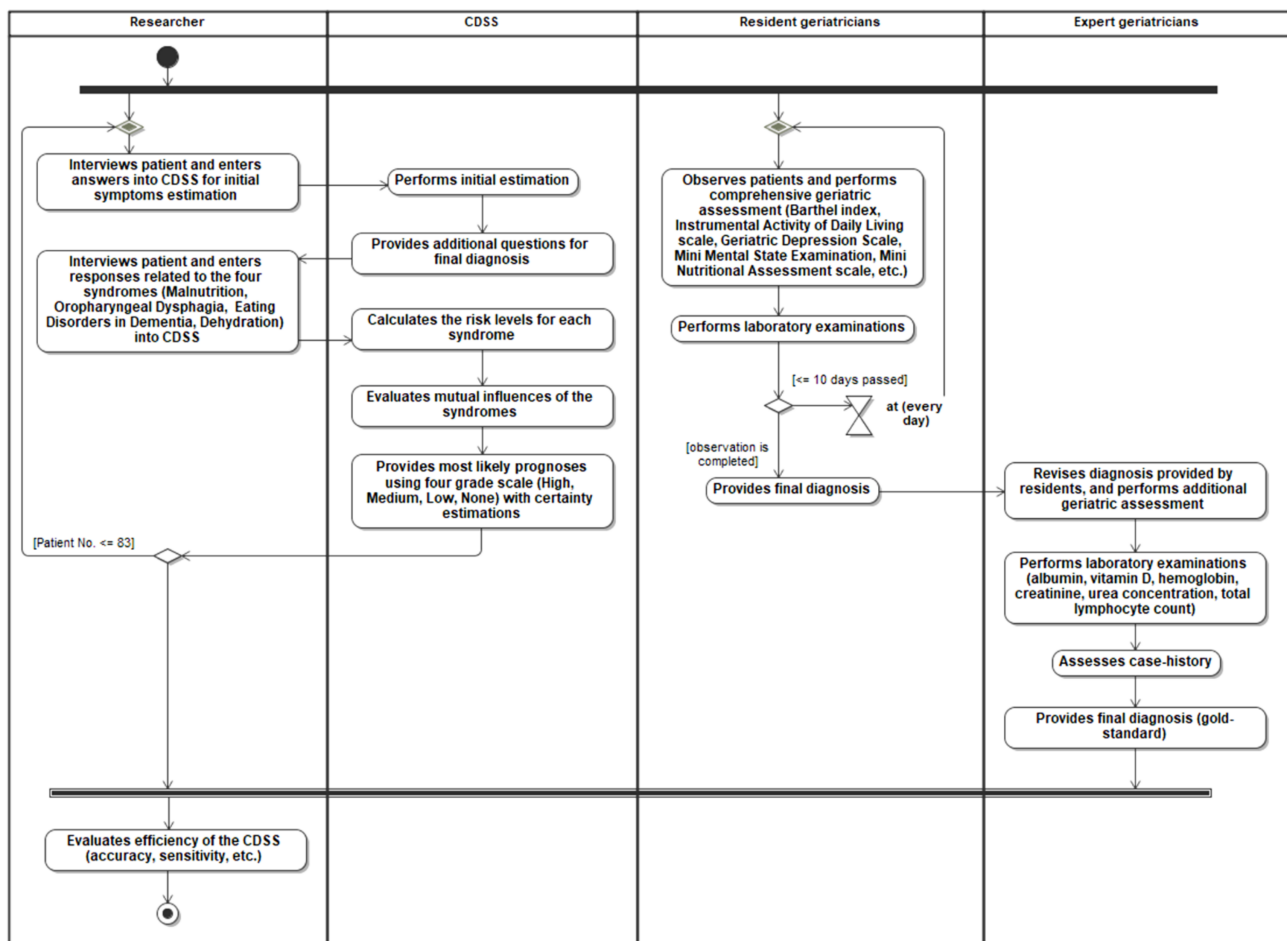 Researcher
CDSS
Resident geriatricians
Expert geriatricians
Interviews patient and enters
answers into CDSS for initial
symptoms estimation
Performs initial estimation
Provides additional questions for
final diagnosis
Interviews patient and enters
responses related to the four
syndromes (Malnutrition,
Oropharyngeal Dysphagia, Eating
Disorders in Dementia, Dehydration)
into CDSS
Calculates the risk levels for each
syndrome
Evaluates mutual influences of the
syndromes
Provides most likely prognoses
using four grade scale (High,
Medium, Low, None) with certainty
estimations
[Patient No. <= 83]
Observes patients and performs
comprehensive geriatric
assessment (Barthel index,
Instrumental Activity of Daily Living
scale, Geriatric Depression Scale,
Mini Mental State Examination, Mini
Nutritional Assessment scale, etc.)
Performs laboratory examinations
[<= 10 days passed]
at (every
day)
[observation is
completed]
Provides final diagnosis
Revises diagnosis provided by
residents, and performs additional
geriatric assessment
Performs laboratory examinations
(albumin, vitamin D, hemoglobin,
creatinine, urea concentration, total
lymphocyte count)
Assesses case-history
Provides final diagnosis (gold-
standard)
Evaluates efficiency of the CDSS
(accuracy, sensitivity, etc.)